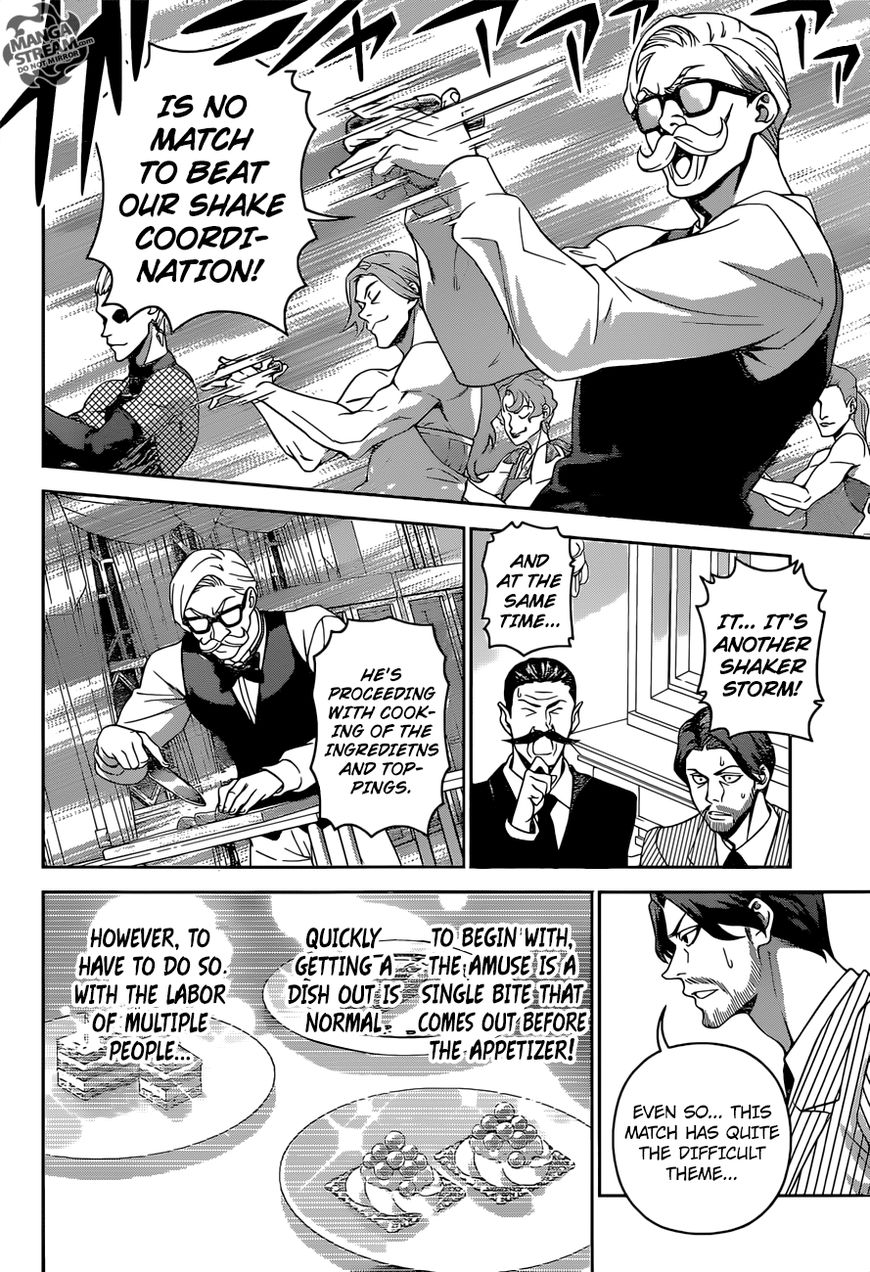 MANGA
STREAM.com
DO NOT MIRROR
IS NO
MATCH
TO BEAT
OUR SHAKE
COORDI-
NATION!
IT... IT'S
ANOTHER
SHAKER
STORM!
AND
AT THE
SAME
TIME...
HE'S
PROCEEDING
WITH COOK-
ING OF THE
INGREDIETNS
AND TOP-
PINGS.
EVEN SO... THIS
MATCH HAS QUITE
THE DIFFICULT
THEME...
TO BEGIN WITH,
THE AMUSE IS A
SINGLE BITE THAT
COMES OUT BEFORE
THE APPETIZER!
QUICKLY
GETTING A
DISH OUT IS
NORMAL.
HOWEVER, TO
HAVE TO DO SO
WITH THE LABOR
OF MULTIPLE
PEOPLE...